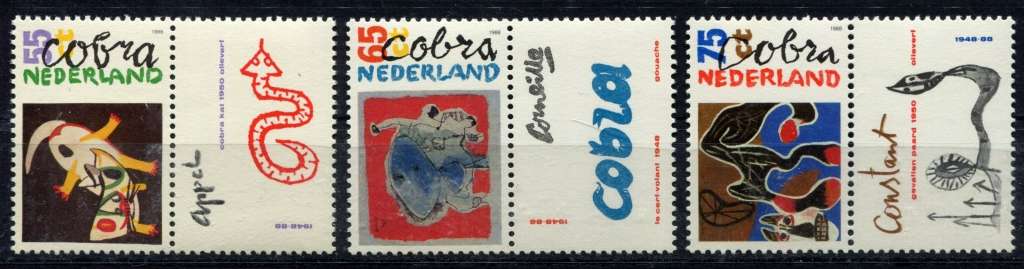 55 ct
cobra
1988
NEDERLAND
appel
cobra kat 1950 olieverf
1948-88
65 ct
cobra
1988
NEDERLAND
Corneille
cobra
le cerf volant 1948 gouache
1948-88
75 ct
Cobra
1988
NEDERLAND
Constant
gevallen paard 1950 olieverf
1948-88